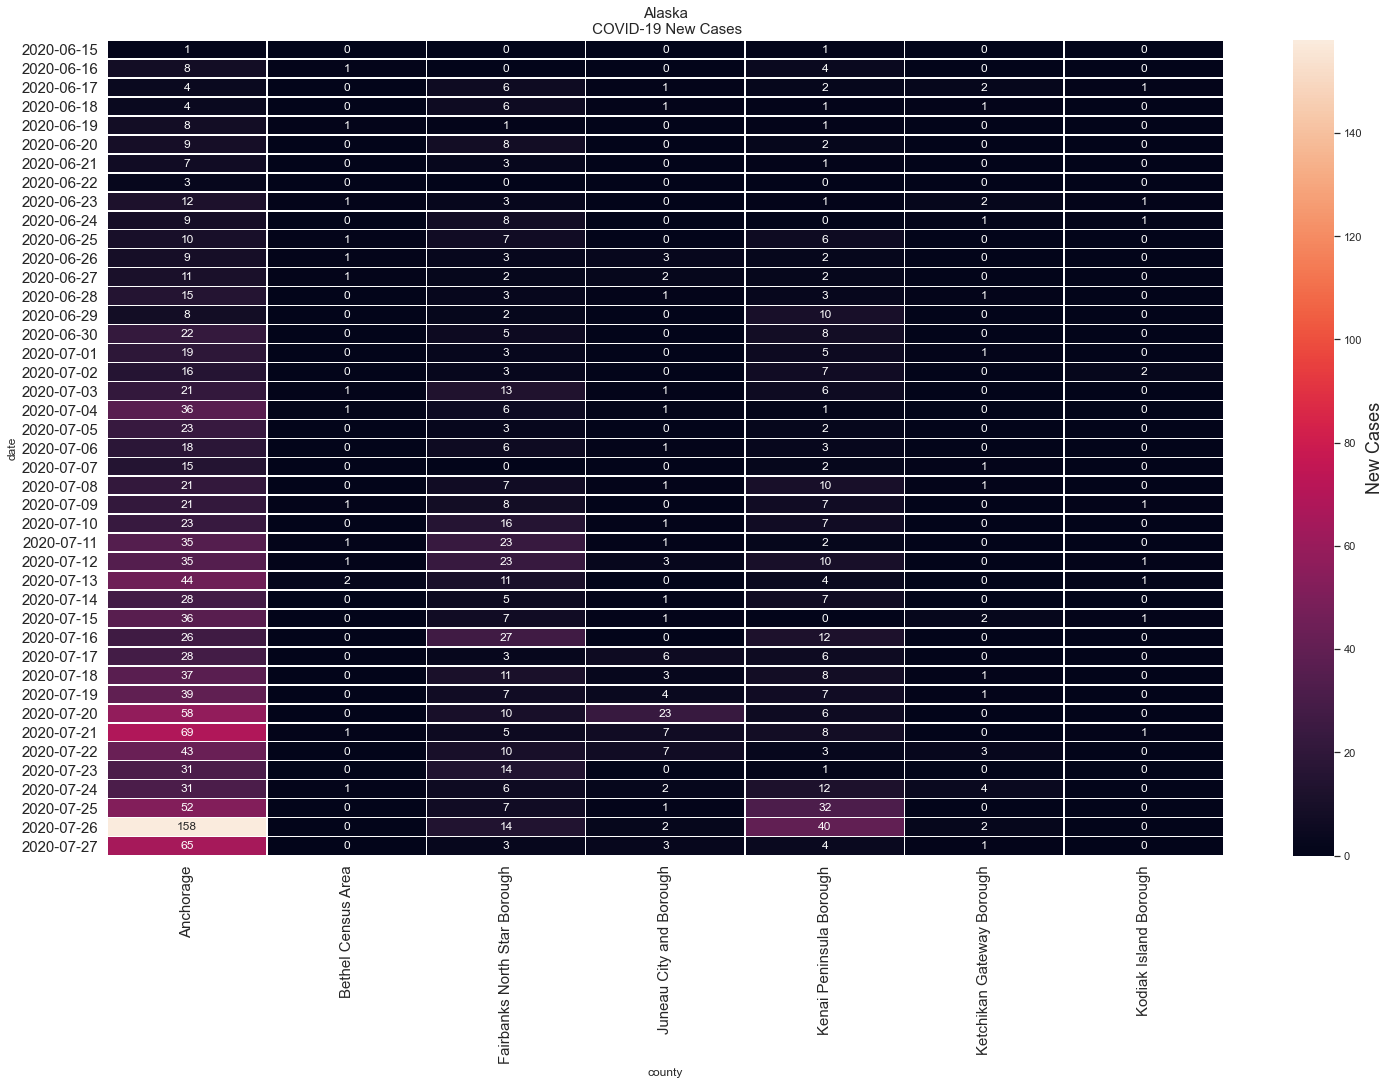 Alaska
COVID-19 New Cases
2020-06-15 1 0 0 0 1 0 0
2020-06-16 8 1 0 0 4 0 0
2020-06-17 4 0 6 1 2 2 1
2020-06-18 4 0 6 1 1 1 0
2020-06-19 8 1 1 0 1 0 0
2020-06-20 9 0 8 0 2 0 0
2020-06-21 7 0 3 0 1 0 0
2020-06-22 3 0 0 0 0 0 0
2020-06-23 12 1 3 0 1 2 1
2020-06-24 9 0 8 0 0 1 1
2020-06-25 10 1 7 0 6 0 0
2020-06-26 9 1 3 3 2 0 0
2020-06-27 11 1 2 2 2 0 0
2020-06-28 15 0 3 1 3 1 0
2020-06-29 8 0 2 0 10 0 0
2020-06-30 22 0 5 0 8 0 0
2020-07-01 19 0 3 0 5 1 0
2020-07-02 16 0 3 0 7 0 2
2020-07-03 21 1 13 1 6 0 0
2020-07-04 36 1 6 1 1 0 0
2020-07-05 23 0 3 0 2 0 0
2020-07-06 18 0 6 1 3 0 0
2020-07-07 15 0 0 0 2 1 0
2020-07-08 21 0 7 1 10 1 0
2020-07-09 21 1 8 0 7 0 1
2020-07-10 23 0 16 1 7 0 0
2020-07-11 35 1 23 1 2 0 0
2020-07-12 35 1 23 3 10 0 1
2020-07-13 44 2 11 0 4 0 1
2020-07-14 28 0 5 1 7 0 0
2020-07-15 36 0 7 1 0 2 1
2020-07-16 26 0 27 0 12 0 0
2020-07-17 28 0 3 6 6 0 0
2020-07-18 37 0 11 3 8 1 0
2020-07-19 39 0 7 4 7 1 0
2020-07-20 58 0 10 23 6 0 0
2020-07-21 69 1 5 7 8 0 1
2020-07-22 43 0 10 7 3 3 0
2020-07-23 31 0 14 0 1 0 0
2020-07-24 31 1 6 2 12 4 0
2020-07-25 52 0 7 1 32 0 0
2020-07-26 158 0 14 2 40 2 0
2020-07-27 65 0 3 3 4 1 0
date
Anchorage
Bethel Census Area
Fairbanks North Star Borough
Juneau City and Borough
Kenai Peninsula Borough
Ketchikan Gateway Borough
Kodiak Island Borough
county
140
120
100
80
60
40
20
0
New Cases